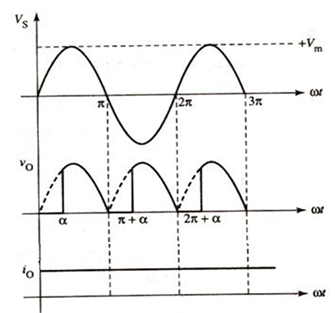 V_S
+V_m
π
2π
3π
ωt
v_O
α
π + α
2π + α
ωt
i_O
ωt